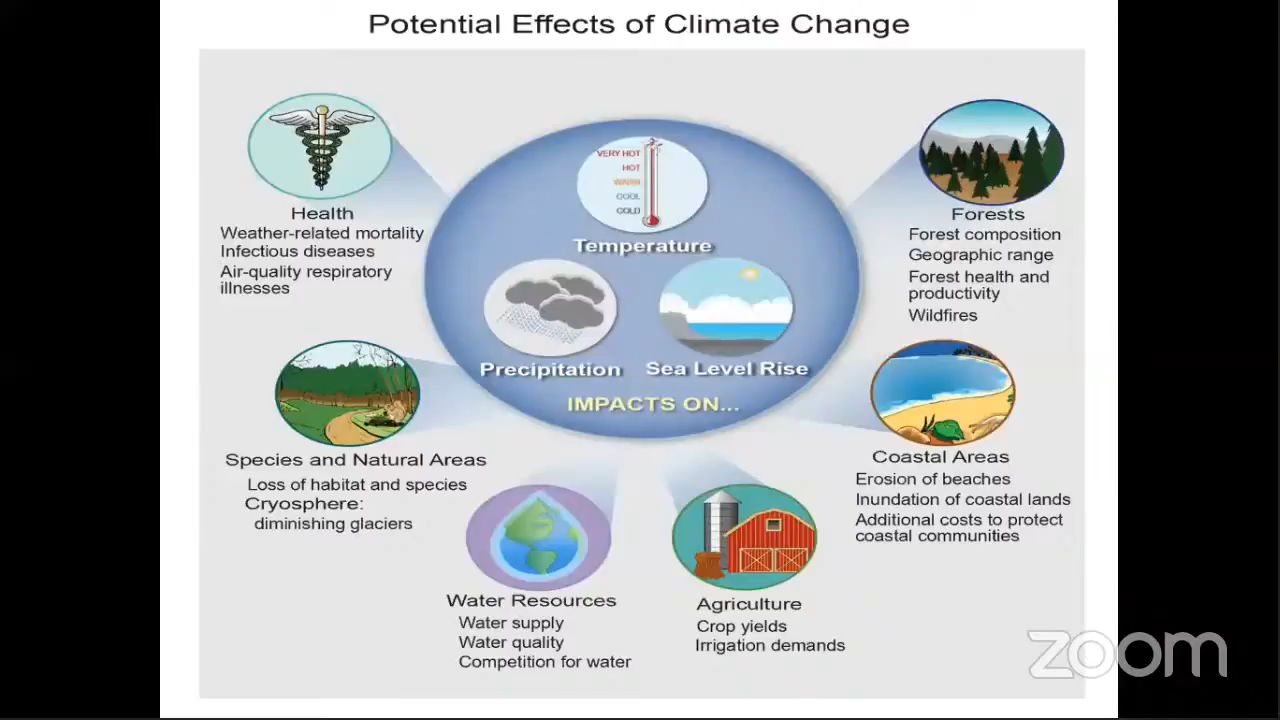 Potential Effects of Climate Change
VERY HOT
HOT
WARM
COOL
COLD
Temperature
Precipitation
Sea Level Rise
IMPACTS ON...
Health
Weather-related mortality
Infectious diseases
Air-quality respiratory
illnesses
Forests
Forest composition
Geographic range
Forest health and
productivity
Wildfires
Species and Natural Areas
Loss of habitat and species
Cryosphere:
diminishing glaciers
Coastal Areas
Erosion of beaches
Inundation of coastal lands
Additional costs to protect
coastal communities
Water Resources
Water supply
Water quality
Competition for water
Agriculture
Crop yields
Irrigation demands
zoom